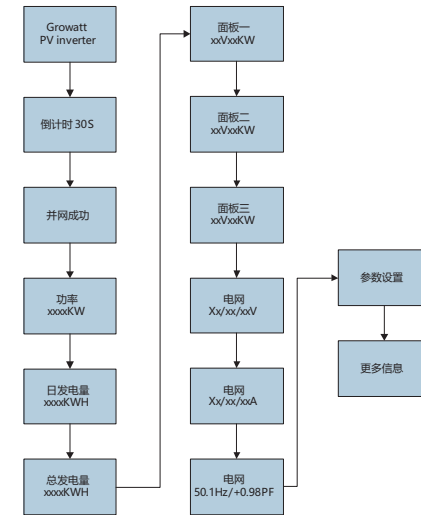 Growatt
PV inverter
倒计时 30S
并网成功
功率
xxxxKW
日发电量
xxxxKWH
总发电量
xxxxKWH
面板一
xxVxxKW
面板二
xxVxxKW
面板三
xxVxxKW
电网
Xx/xx/xxV
电网
Xx/xx/xxA
电网
50.1Hz/+0.98PF
参数设置
更多信息